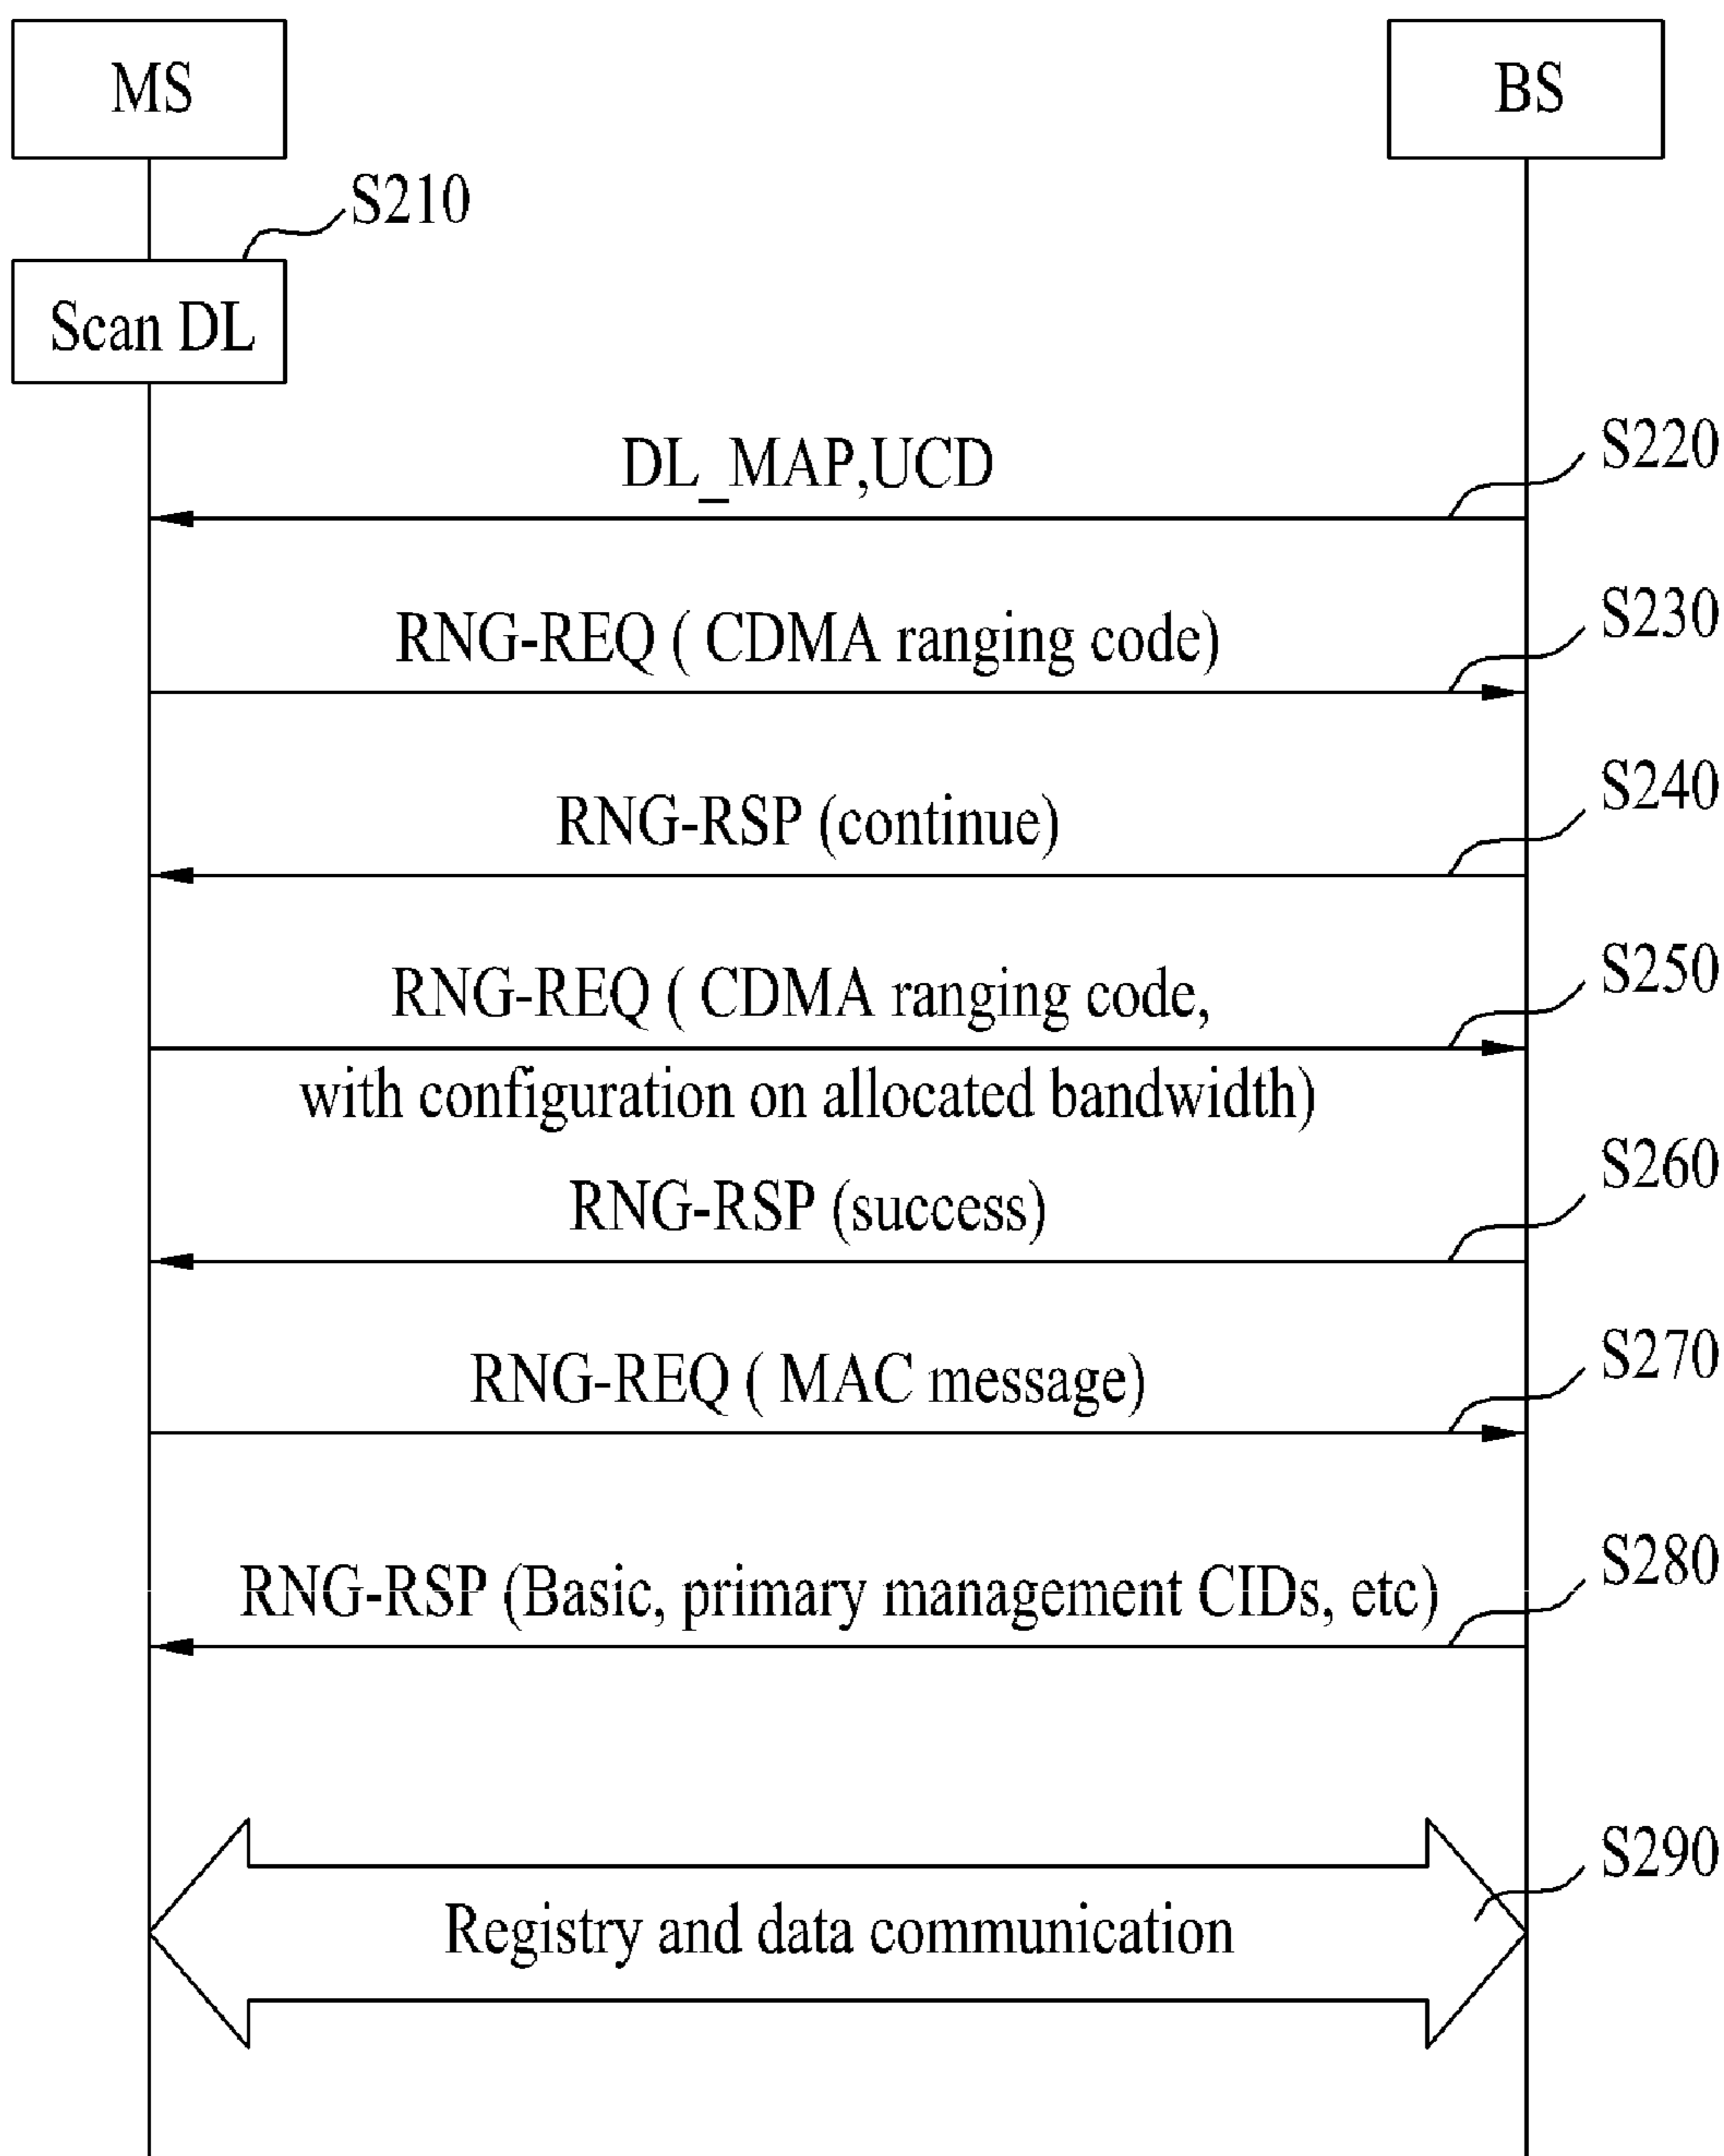 MS
BS
S210
Scan DL
S220
DL_MAP,UCD
S230
RNG-REQ ( CDMA ranging code)
S240
RNG-RSP (continue)
S250
RNG-REQ ( CDMA ranging code,
with configuration on allocated bandwidth)
S260
RNG-RSP (success)
S270
RNG-REQ ( MAC message)
S280
RNG-RSP (Basic, primary management CIDs, etc)
S290
Registry and data communication